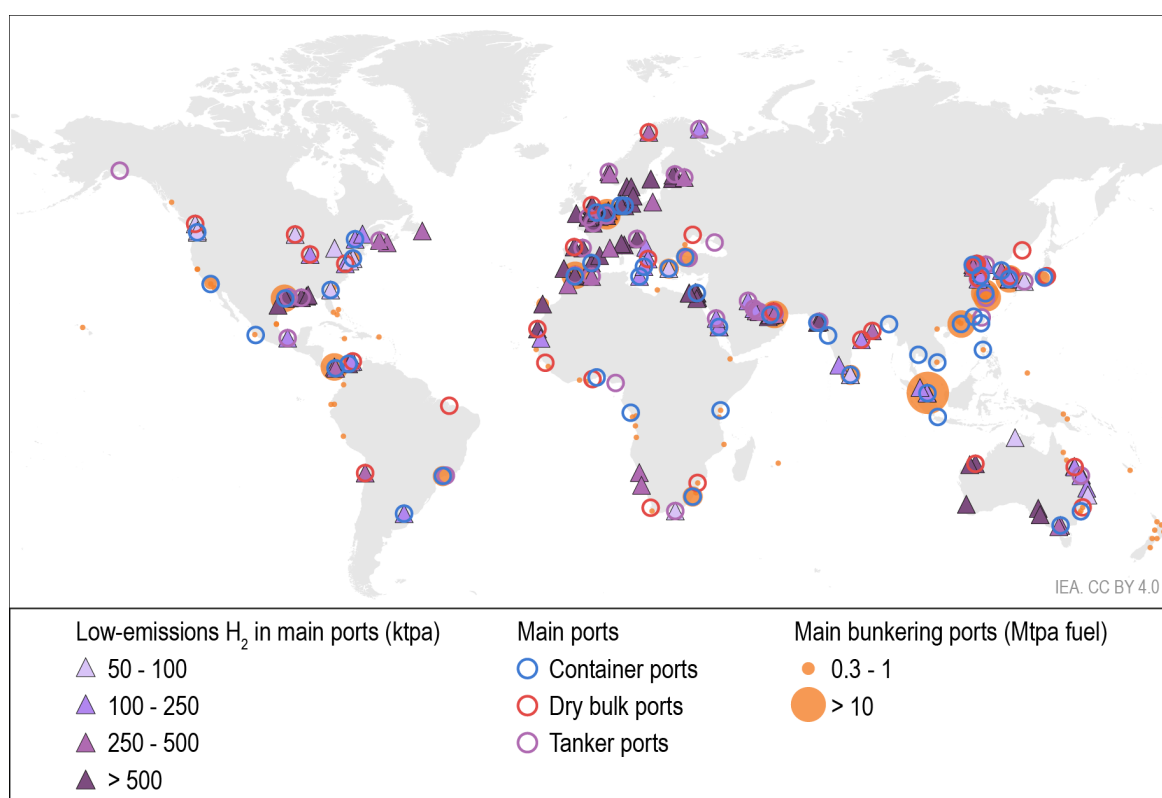 IEA. CC BY 4.0
Low-emissions H2 in main ports (ktpa)
50 - 100
100 - 250
250 - 500
> 500
Main ports
Container ports
Dry bulk ports
Tanker ports
Main bunkering ports (Mtpa fuel)
0.3 - 1
> 10